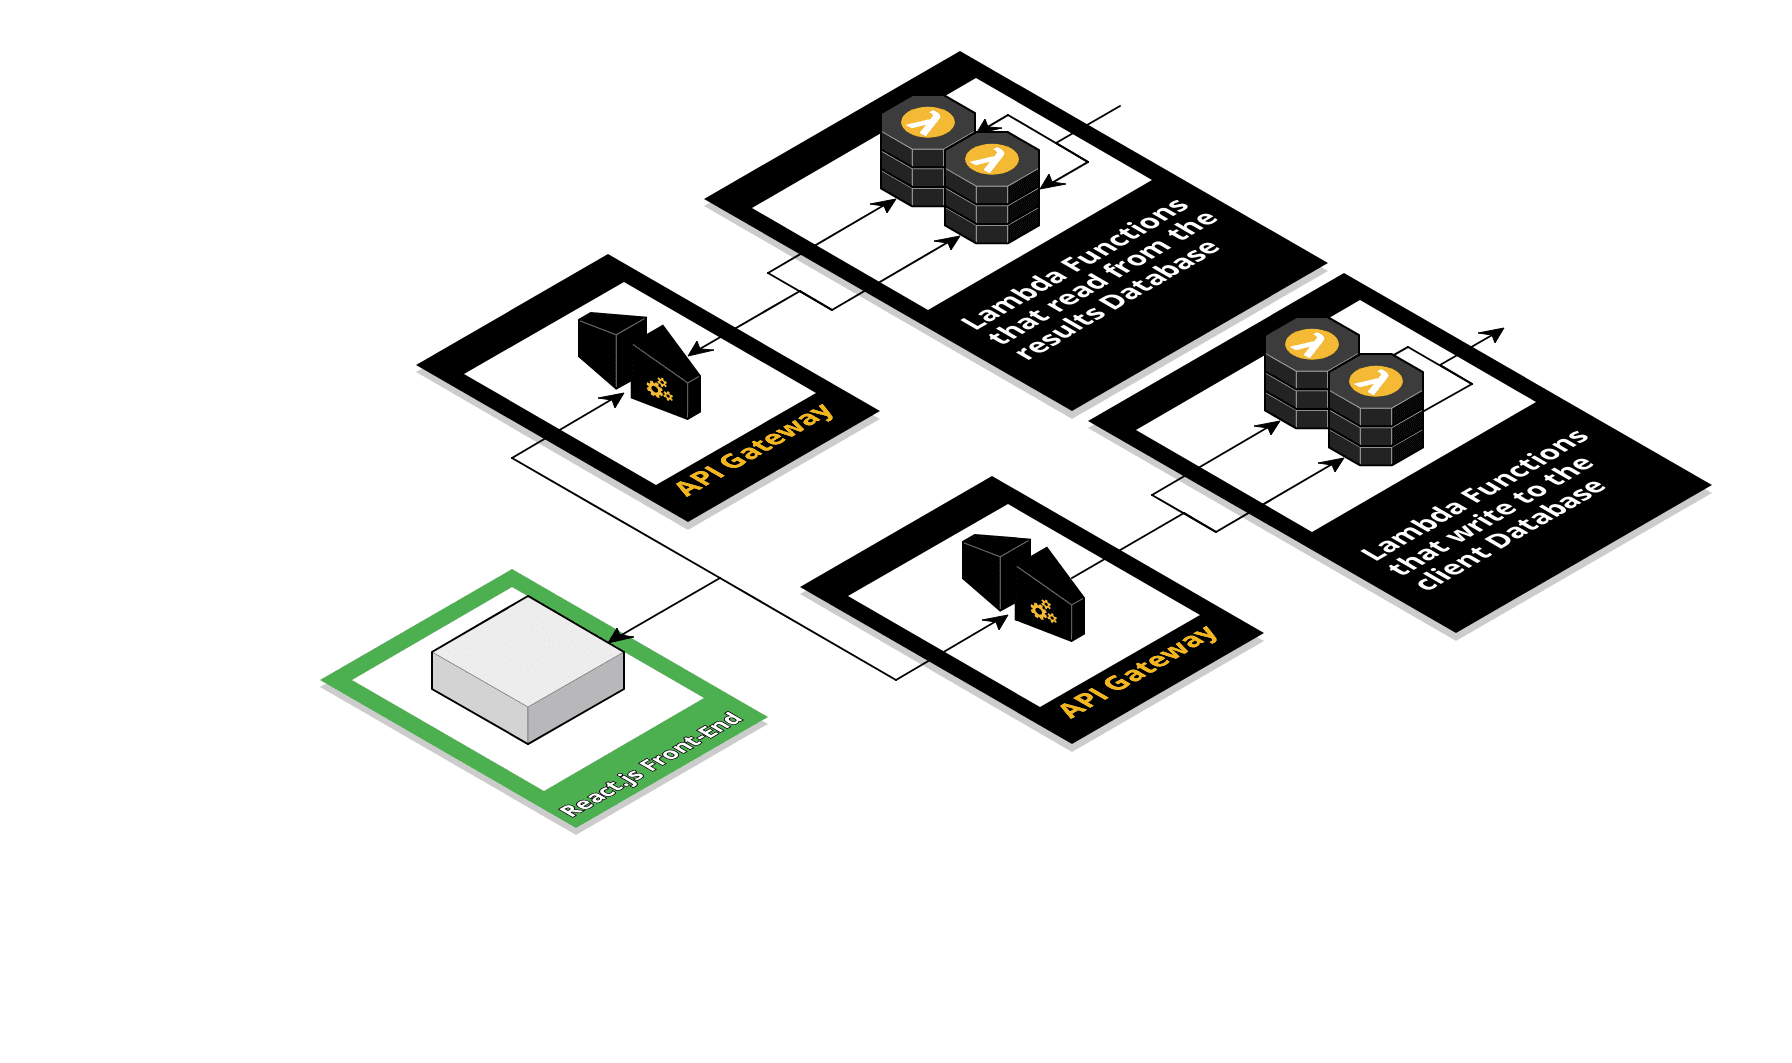 Lambda Functions
that read from the
results Database
API Gateway
Lambda Functions
that write to the
client Database
API Gateway
React.js Front-End